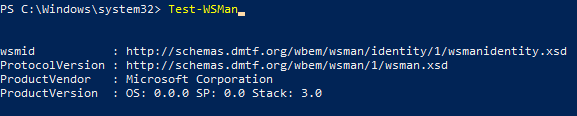 PS C:\Windows\system32> Test-WSMan
wsmid           : http://schemas.dmtf.org/wbem/wsman/identity/1/wsmanidentity.xsd
ProtocolVersion : http://schemas.dmtf.org/wbem/wsman/1/wsman.xsd
ProductVendor   : Microsoft Corporation
ProductVersion  : OS: 0.0.0 SP: 0.0 Stack: 3.0